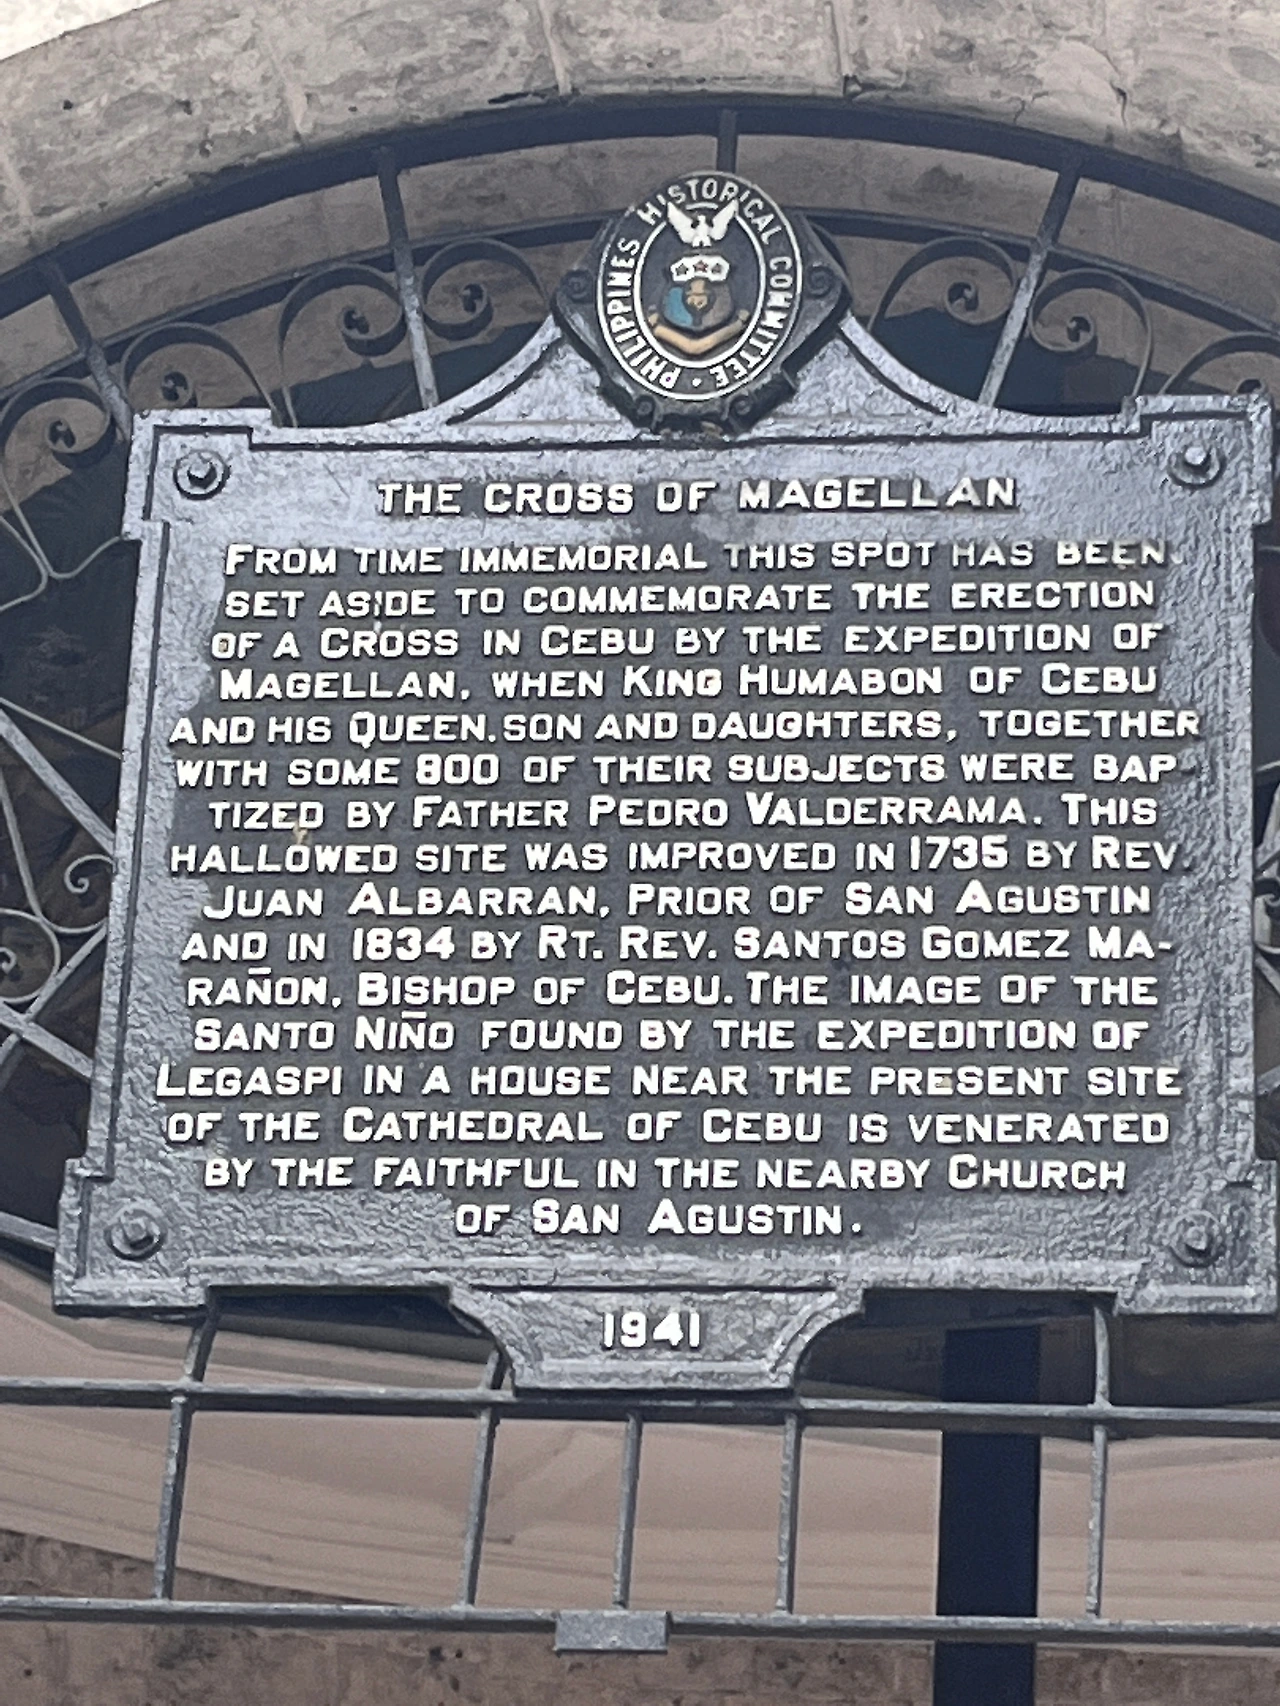 PHILIPPINES HISTORICAL COMMITTEE
THE CROSS OF MAGELLAN
FROM TIME IMMEMORIAL THIS SPOT HAS BEEN
SET ASIDE TO COMMEMORATE THE ERECTION
OF A CROSS IN CEBU BY THE EXPEDITION OF
MAGELLAN, WHEN KING HUMABON OF CEBU
AND HIS QUEEN, SON AND DAUGHTERS, TOGETHER
WITH SOME 800 OF THEIR SUBJECTS WERE BAP-
TIZED BY FATHER PEDRO VALDERRAMA. THIS
HALLOWED SITE WAS IMPROVED IN 1735 BY REV.
JUAN ALBARRAN, PRIOR OF SAN AGUSTIN
AND IN 1834 BY RT. REV. SANTOS GOMEZ MA-
RAÑON, BISHOP OF CEBU. THE IMAGE OF THE
SANTO NIÑO FOUND BY THE EXPEDITION OF
LEGASPI IN A HOUSE NEAR THE PRESENT SITE
OF THE CATHEDRAL OF CEBU IS VENERATED
BY THE FAITHFUL IN THE NEARBY CHURCH
OF SAN AGUSTIN.
1941